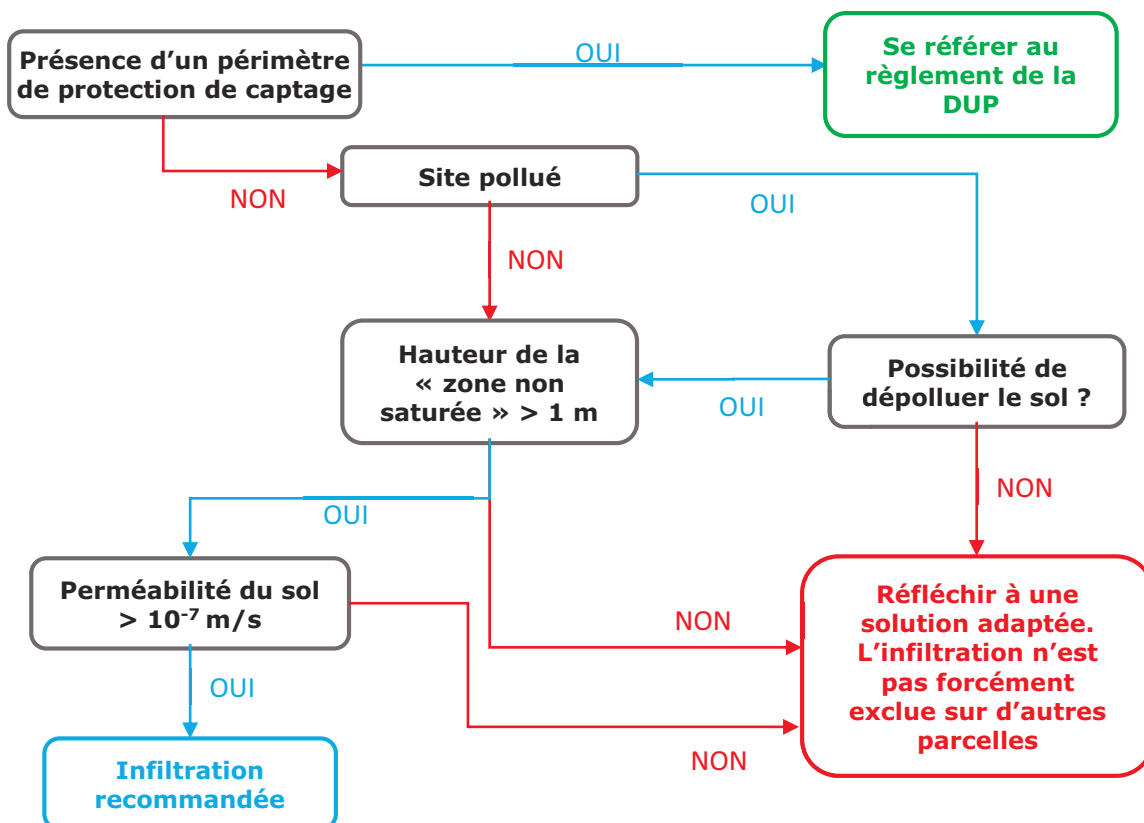 Présence d'un périmètre
de protection de captage
OUI
Se référer au
règlement de la
DUP
NON
Site pollué
OUI
NON
Hauteur de la
« zone non
saturée » > 1 m
OUI
Possibilité de
dépolluer le sol ?
NON
OUI
Perméabilité du sol
> 10⁻⁷ m/s
NON
Réfléchir à une
solution adaptée.
L'infiltration n'est
pas forcément
exclue sur d'autres
parcelles
OUI
NON
Infiltration
recommandée